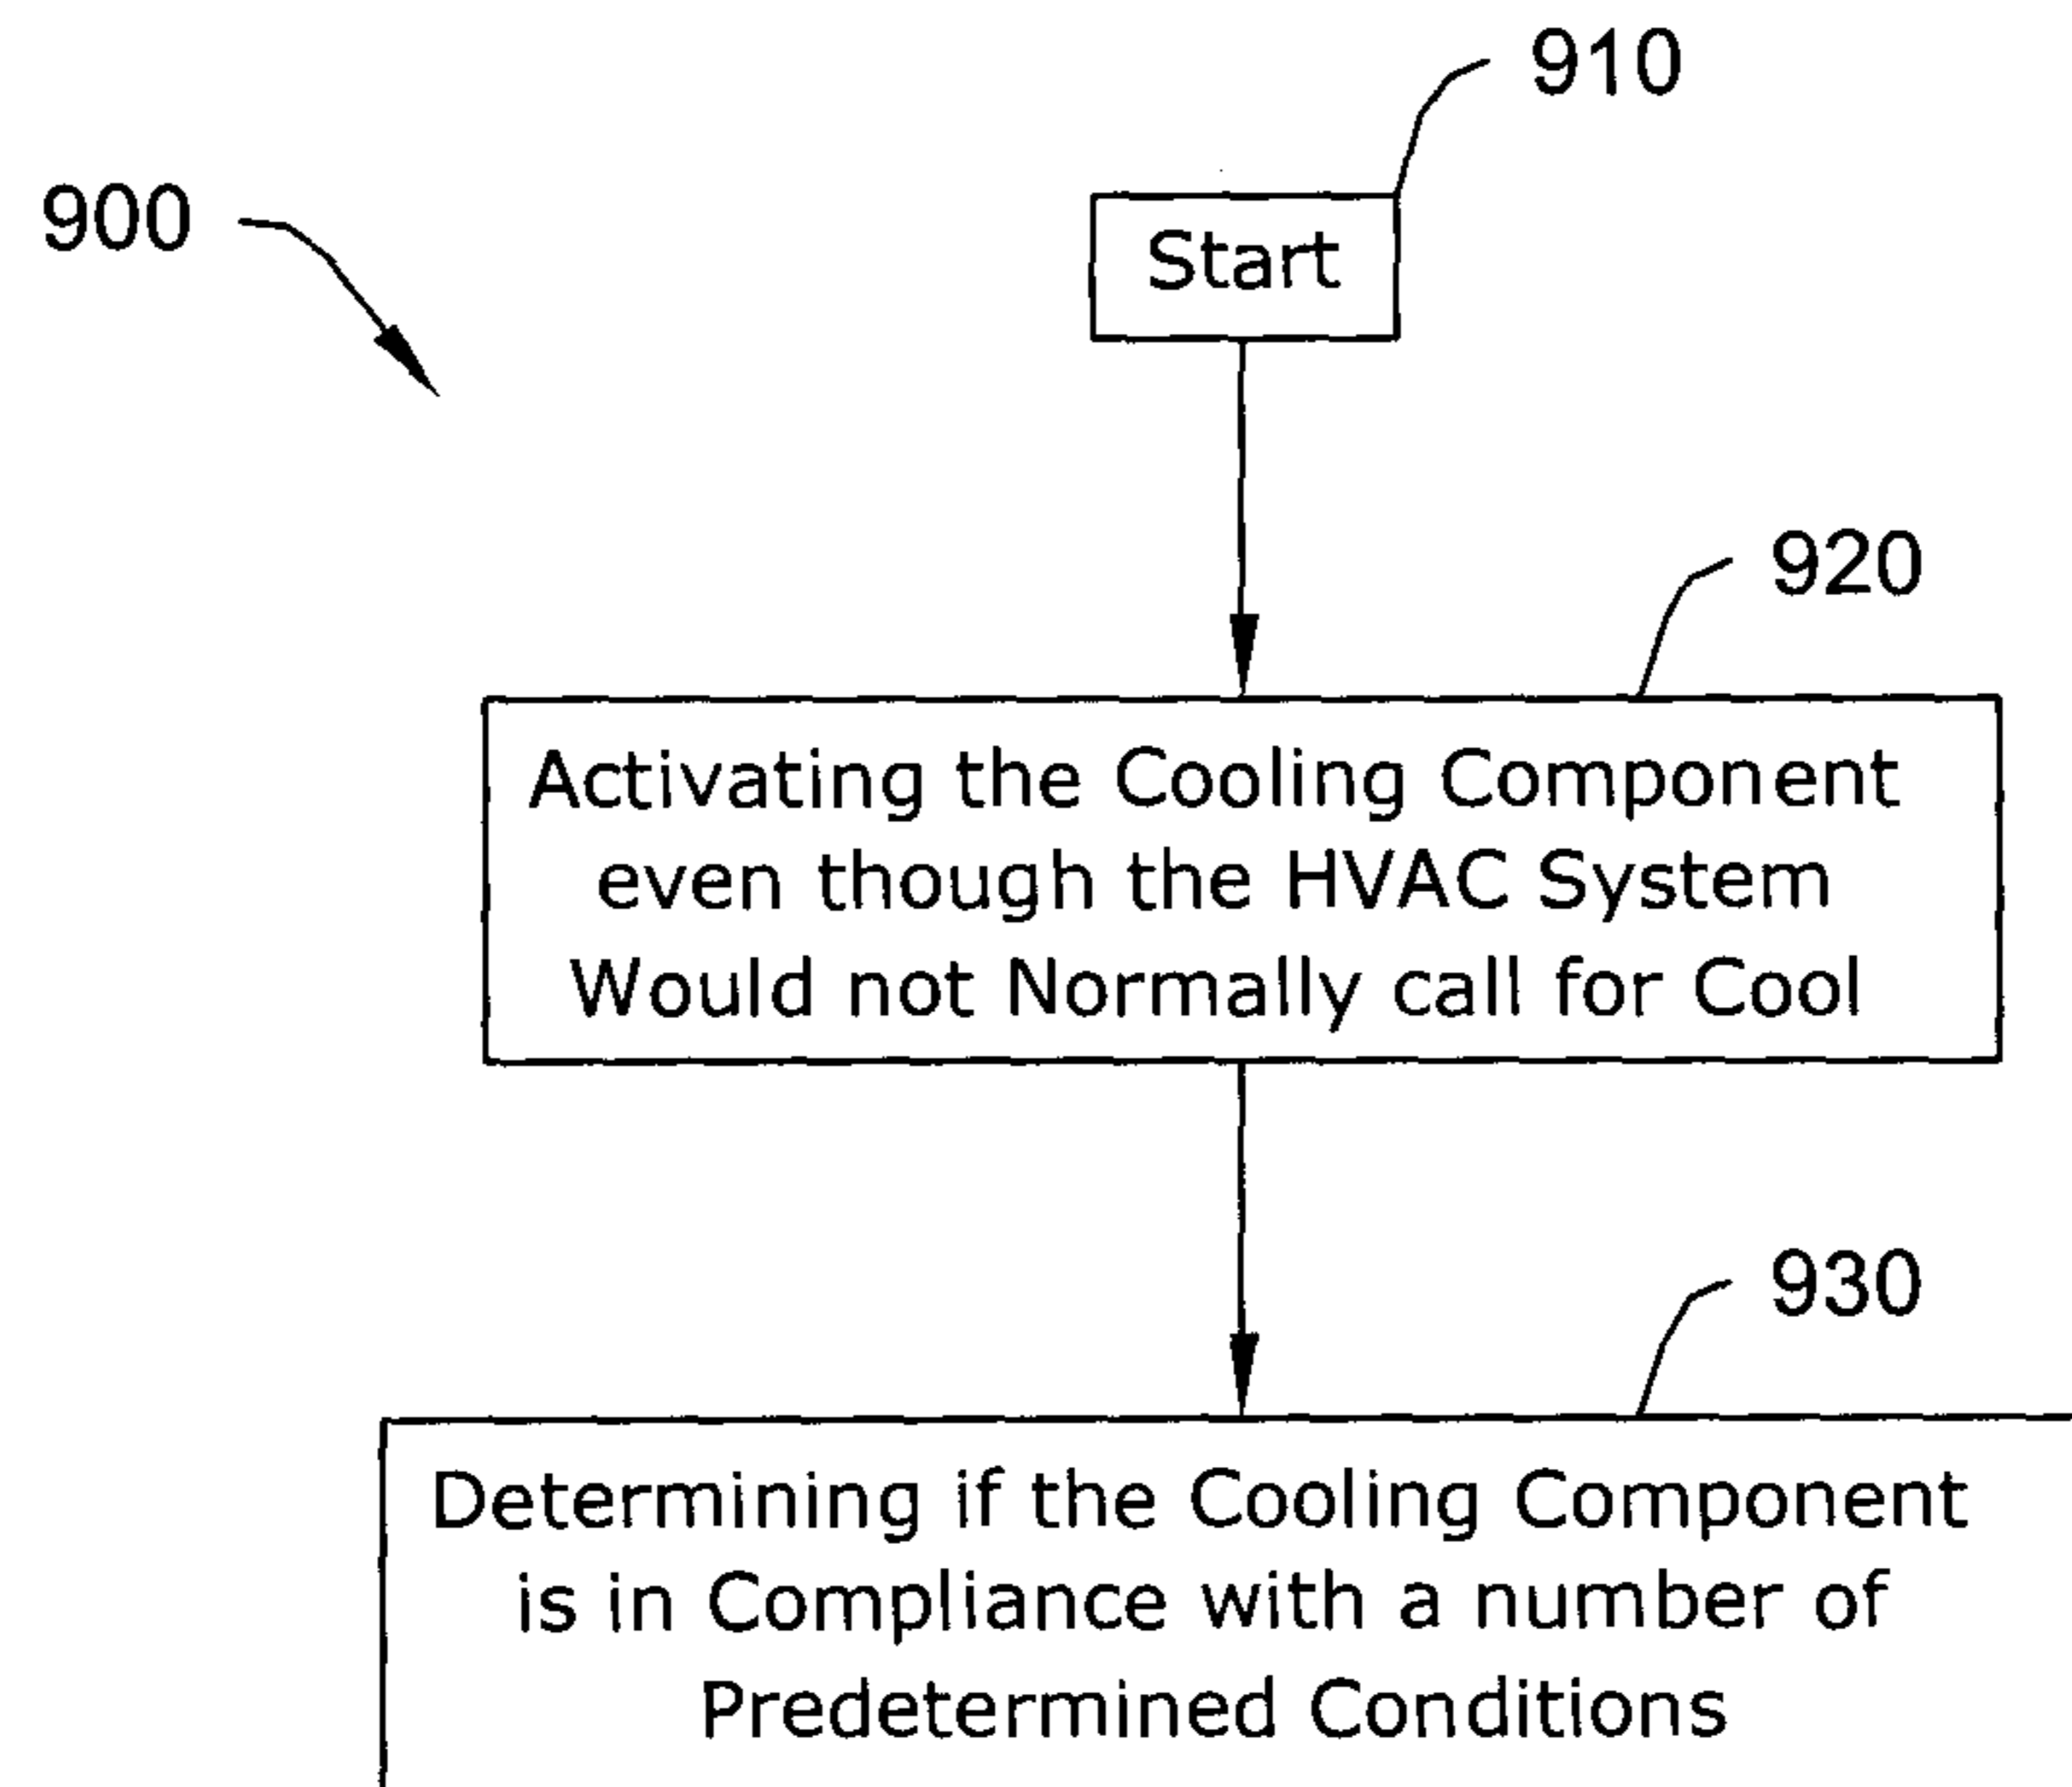 910
900
Start
920
Activating the Cooling Component
even though the HVAC System
Would not Normally call for Cool
930
Determining if the Cooling Component
is in Compliance with a number of
Predetermined Conditions